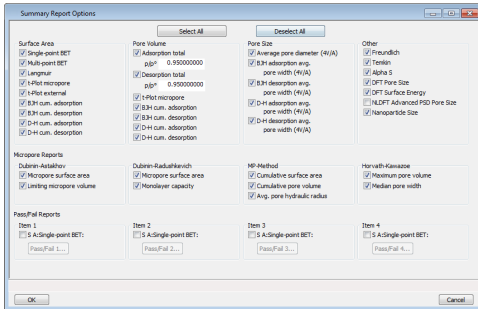 Summary Report Options
Select All
Deselect All
Surface Area
Single-point BET
Multi-point BET
Langmuir
t-Plot micropore
t-Plot external
BJH cum. adsorption
BJH cum. desorption
D-H cum. adsorption
D-H cum. desorption
Pore Volume
Adsorption total
p/p° 0.950000000
Desorption total
p/p° 0.950000000
t-Plot micropore
BJH cum. adsorption
BJH cum. desorption
D-H cum. adsorption
D-H cum. desorption
Pore Size
Average pore diameter (4V/A)
BJH adsorption avg.
pore width (4V/A)
BJH desorption avg.
pore width (4V/A)
D-H adsorption avg.
pore width (4V/A)
D-H desorption avg.
pore width (4V/A)
Other
Freundlich
Temkin
Alpha S
DFT Pore Size
DFT Surface Energy
NLDFT Advanced PSD Pore Size
Nanoparticle Size
Micropore Reports
Dubinin-Astakhov
Micropore surface area
Limiting micropore volume
Dubinin-Radushkevich
Micropore surface area
Monolayer capacity
MP-Method
Cumulative surface area
Cumulative pore volume
Avg. pore hydraulic radius
Horvath-Kawazoe
Maximum pore volume
Median pore width
Pass/Fail Reports
Item 1
S A:Single-point BET:
Pass/Fail 1...
Item 2
S A:Single-point BET:
Pass/Fail 2...
Item 3
S A:Single-point BET:
Pass/Fail 3...
Item 4
S A:Single-point BET:
Pass/Fail 4...
OK
Cancel